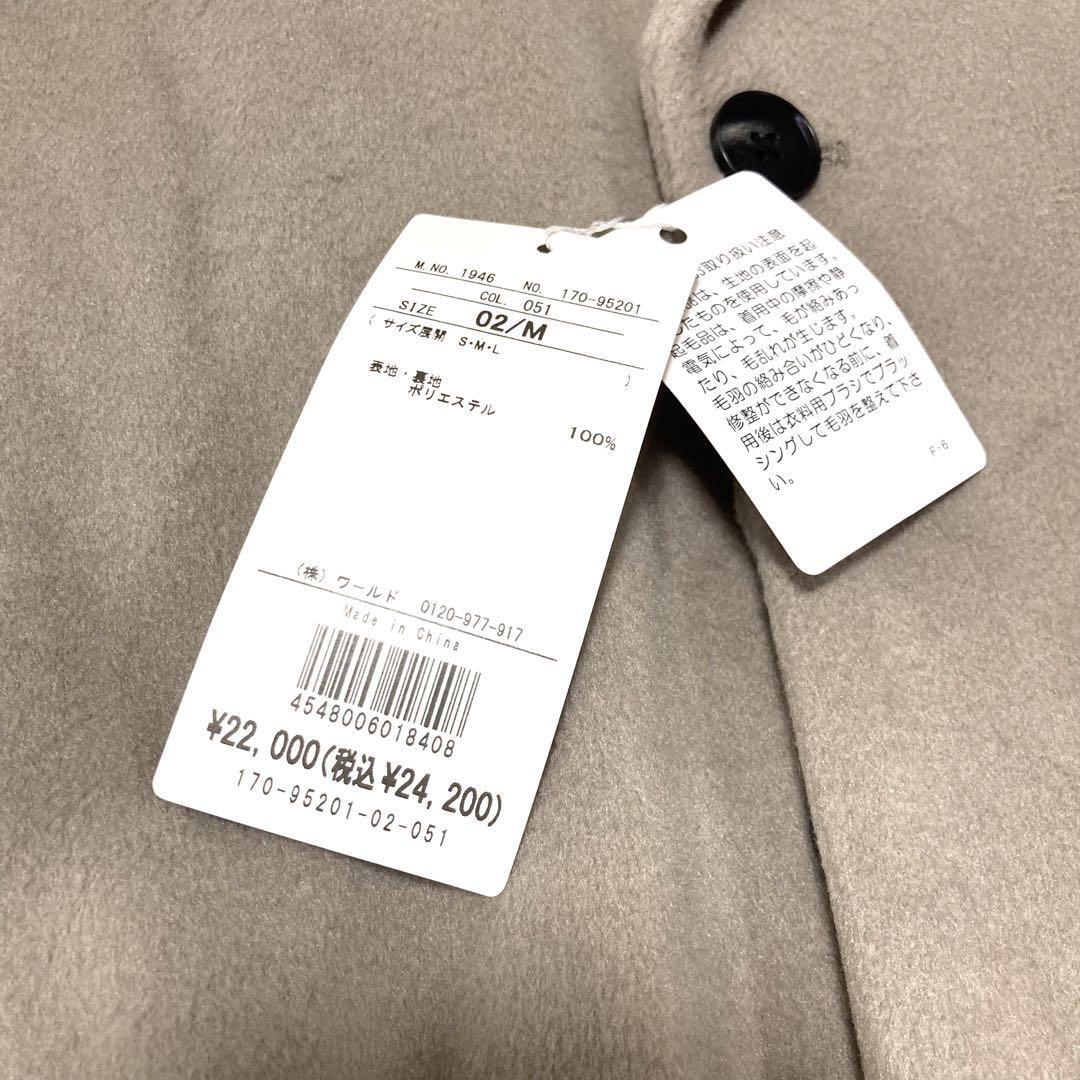 M.NO. 1946 NO. 170-95201
COL. 051
SIZE 02/M
( サイズ展開 S・M・L )
表地・裏地
ポリエステル
100%
(株)ワールド 0120-977-917
Made in China
4548006018408
¥22,000(税込¥24,200)
170-95201-02-051
お取り扱い注意
品は、生地の表面を起
したものを使用しています。
起毛品は、着用中の摩擦や静
電気によって、毛が絡みあっ
たり、毛乱れが生じます。
毛羽の絡み合いがひどくなり、
修整ができなくなる前に、着
用後は衣料用ブラシでブラッ
シングして毛羽を整えて下さ
い。
F-6